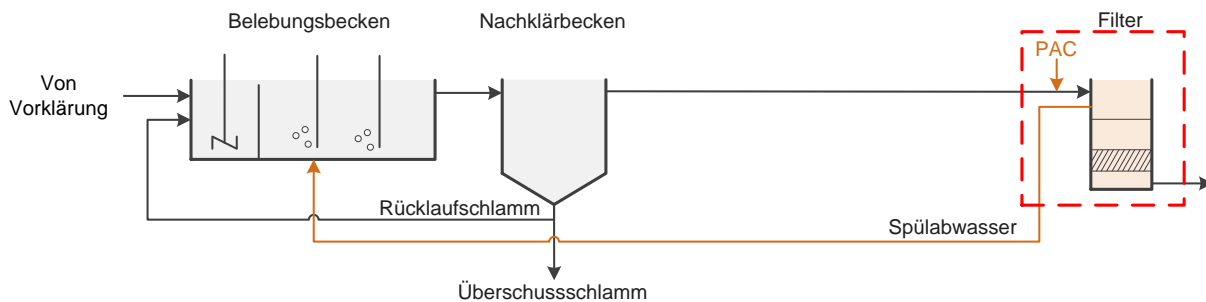 Belebungsbecken
Nachklärbecken
Filter
PAC
Von
Vorklärung
Rücklaufschlamm
Spülabwasser
Überschussschlamm